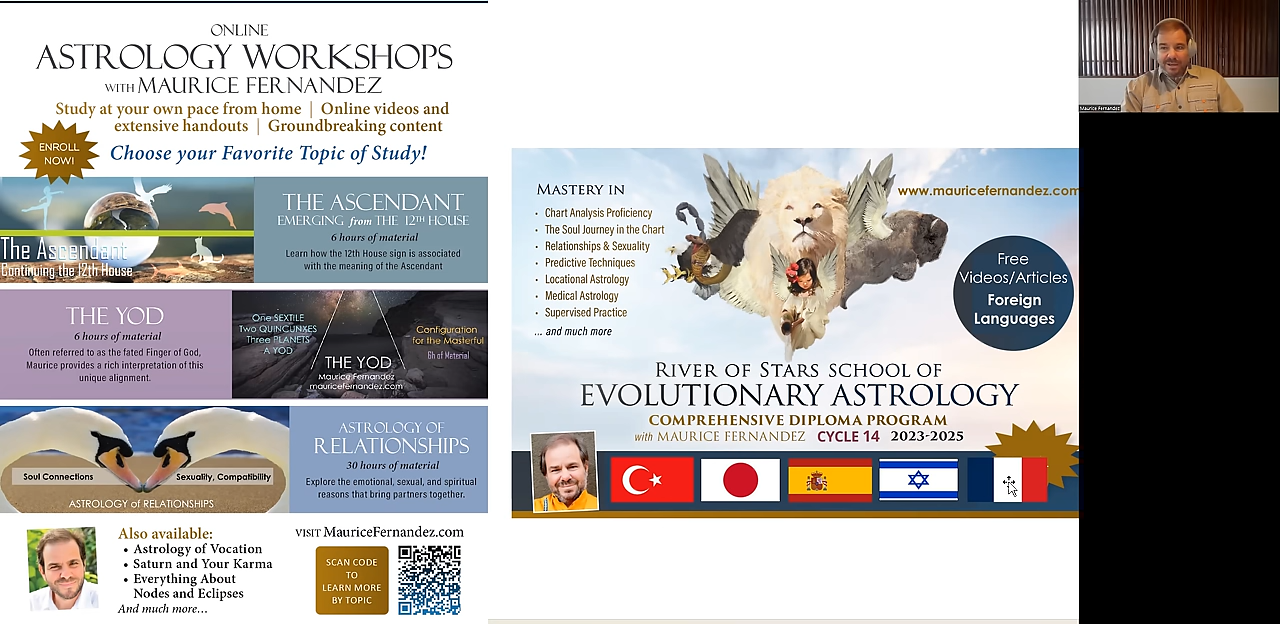 ONLINE
ASTROLOGY WORKSHOPS
WITH MAURICE FERNANDEZ
Study at your own pace from home | Online videos and
extensive handouts | Groundbreaking content
ENROLL
NOW!
Choose your Favorite Topic of Study!
The Ascendant
Continuing the 12th House
THE ASCENDANT
EMERGING from THE 12TH HOUSE
6 hours of material
Learn how the 12th House sign is associated
with the meaning of the Ascendant
THE YOD
6 hours of material
Often referred to as the fated Finger of God,
Maurice provides a rich interpretation of this
unique alignment.
One SEXTILE
Two QUINCUNXES
Three PLANETS
A YOD
THE YOD
Maurice Fernandez
mauricefernandez.com
Configuration
for the Masterful
6h of Material
Soul Connections
Sexuality, Compatibility
ASTROLOGY of RELATIONSHIPS
ASTROLOGY OF
RELATIONSHIPS
30 hours of material
Explore the emotional, sexual, and spiritual
reasons that bring partners together.
Also available:
• Astrology of Vocation
• Saturn and Your Karma
• Everything About
Nodes and Eclipses
And much more...
VISIT MauriceFernandez.com
SCAN CODE
TO
LEARN MORE
BY TOPIC
MASTERY IN
• Chart Analysis Proficiency
• The Soul Journey in the Chart
• Relationships & Sexuality
• Predictive Techniques
• Locational Astrology
• Medical Astrology
• Supervised Practice
... and much more
www.mauricefernandez.com
Free
Videos/Articles
Foreign
Languages
RIVER OF STARS SCHOOL OF
EVOLUTIONARY ASTROLOGY
COMPREHENSIVE DIPLOMA PROGRAM
with MAURICE FERNANDEZ CYCLE 14 2023-2025
Maurice Fernandez